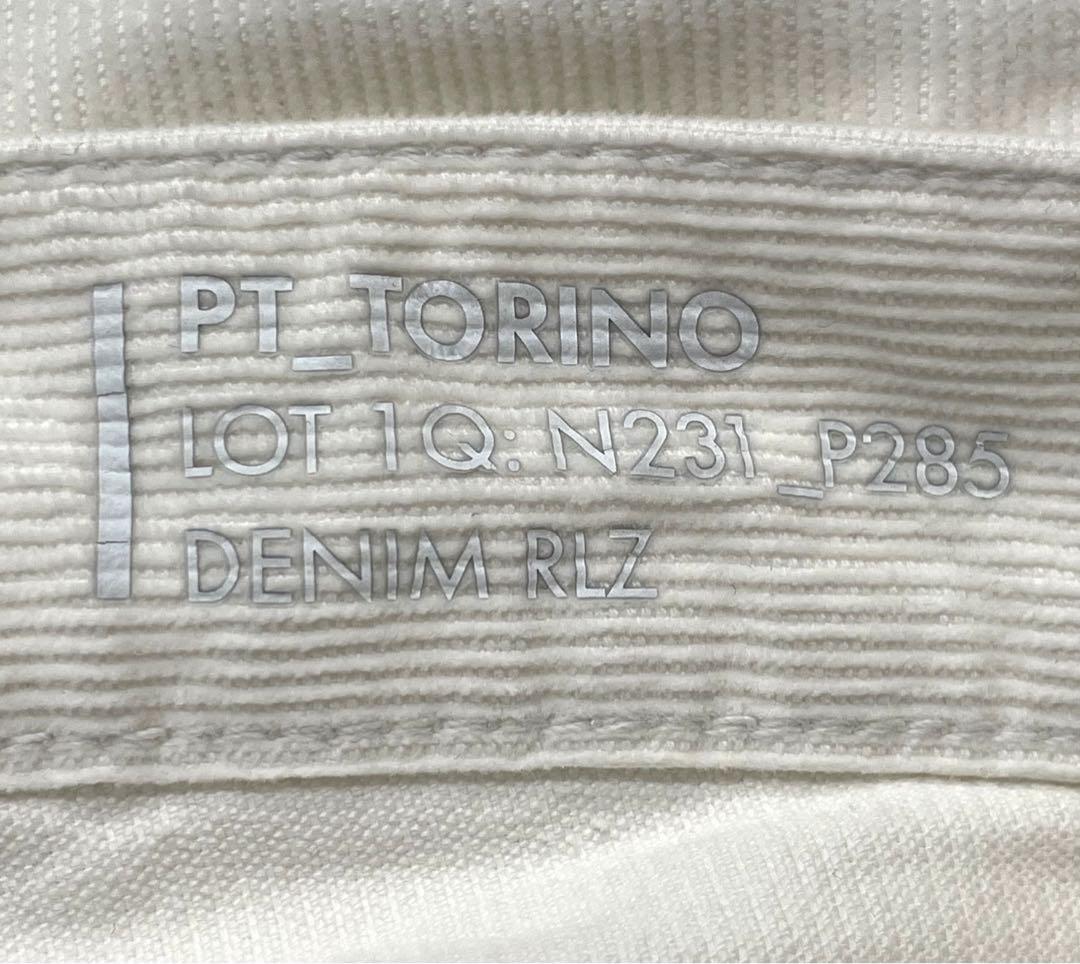 PT_TORINO
LOT 1Q: N231_P285
DENIM RLZ